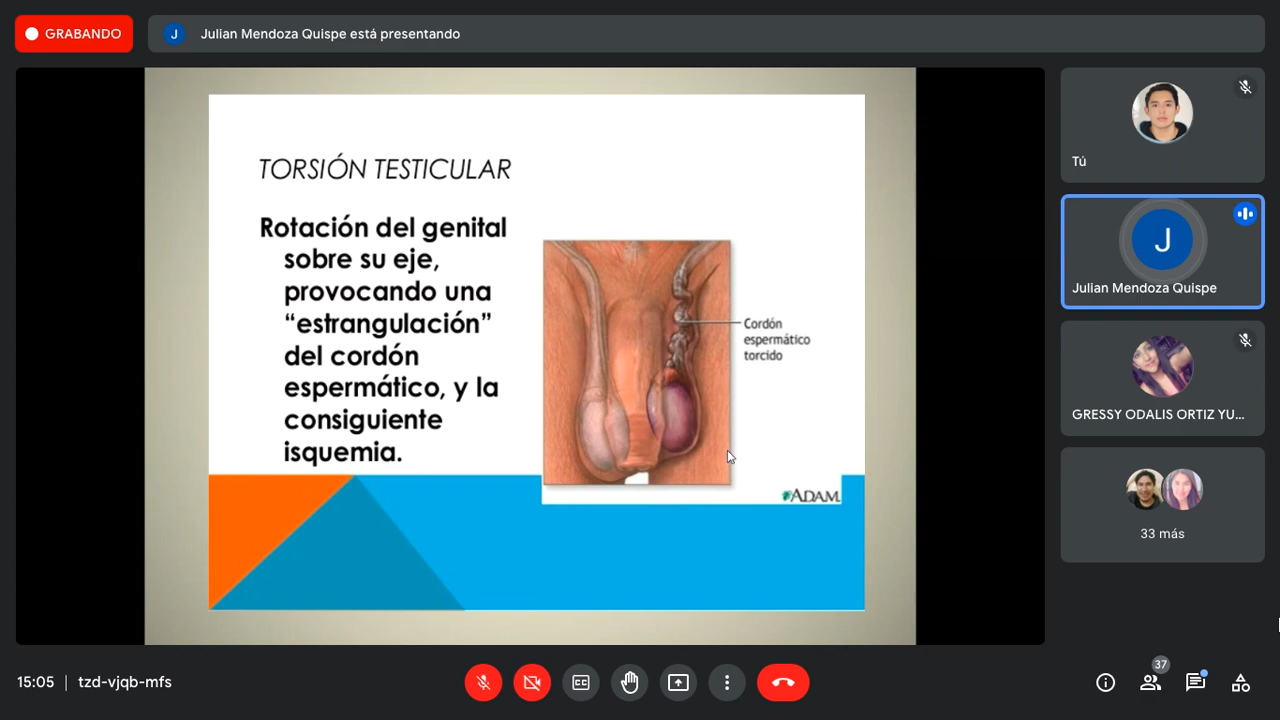 GRABANDO
J
Julian Mendoza Quispe está presentando
TORSIÓN TESTICULAR
Rotación del genital
sobre su eje,
provocando una
“estrangulación”
del cordón
espermático, y la
consiguiente
isquemia.
Cordón
espermático
torcido
ADAM
Tú
J
Julian Mendoza Quispe
GRESSY ODALIS ORTIZ YU...
33 más
15:05 | tzd-vjqb-mfs
CC
37